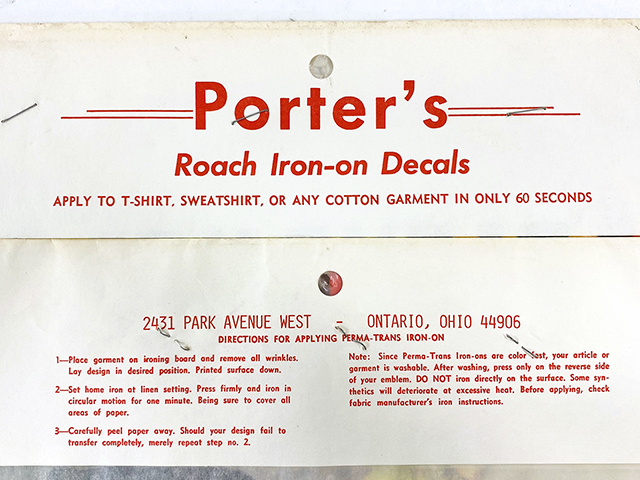 Porter's
Roach Iron-on Decals
APPLY TO T-SHIRT, SWEATSHIRT, OR ANY COTTON GARMENT IN ONLY 60 SECONDS
2431 PARK AVENUE WEST - ONTARIO, OHIO 44906
DIRECTIONS FOR APPLYING PERMA-TRANS IRON-ON
1—Place garment on ironing board and remove all wrinkles.
Lay design in desired position. Printed surface down.
2—Set home iron at linen setting. Press firmly and iron in
circular motion for one minute. Being sure to cover all
areas of paper.
3—Carefully peel paper away. Should your design fail to
transfer completely, merely repeat step no. 2.
Note: Since Perma-Trans Iron-ons are color fast, your article or
garment is washable. After washing, press only on the reverse side
of your emblem. DO NOT iron directly on the surface. Some syn-
thetics will deteriorate at excessive heat. Before applying, check
fabric manufacturer's iron instructions.